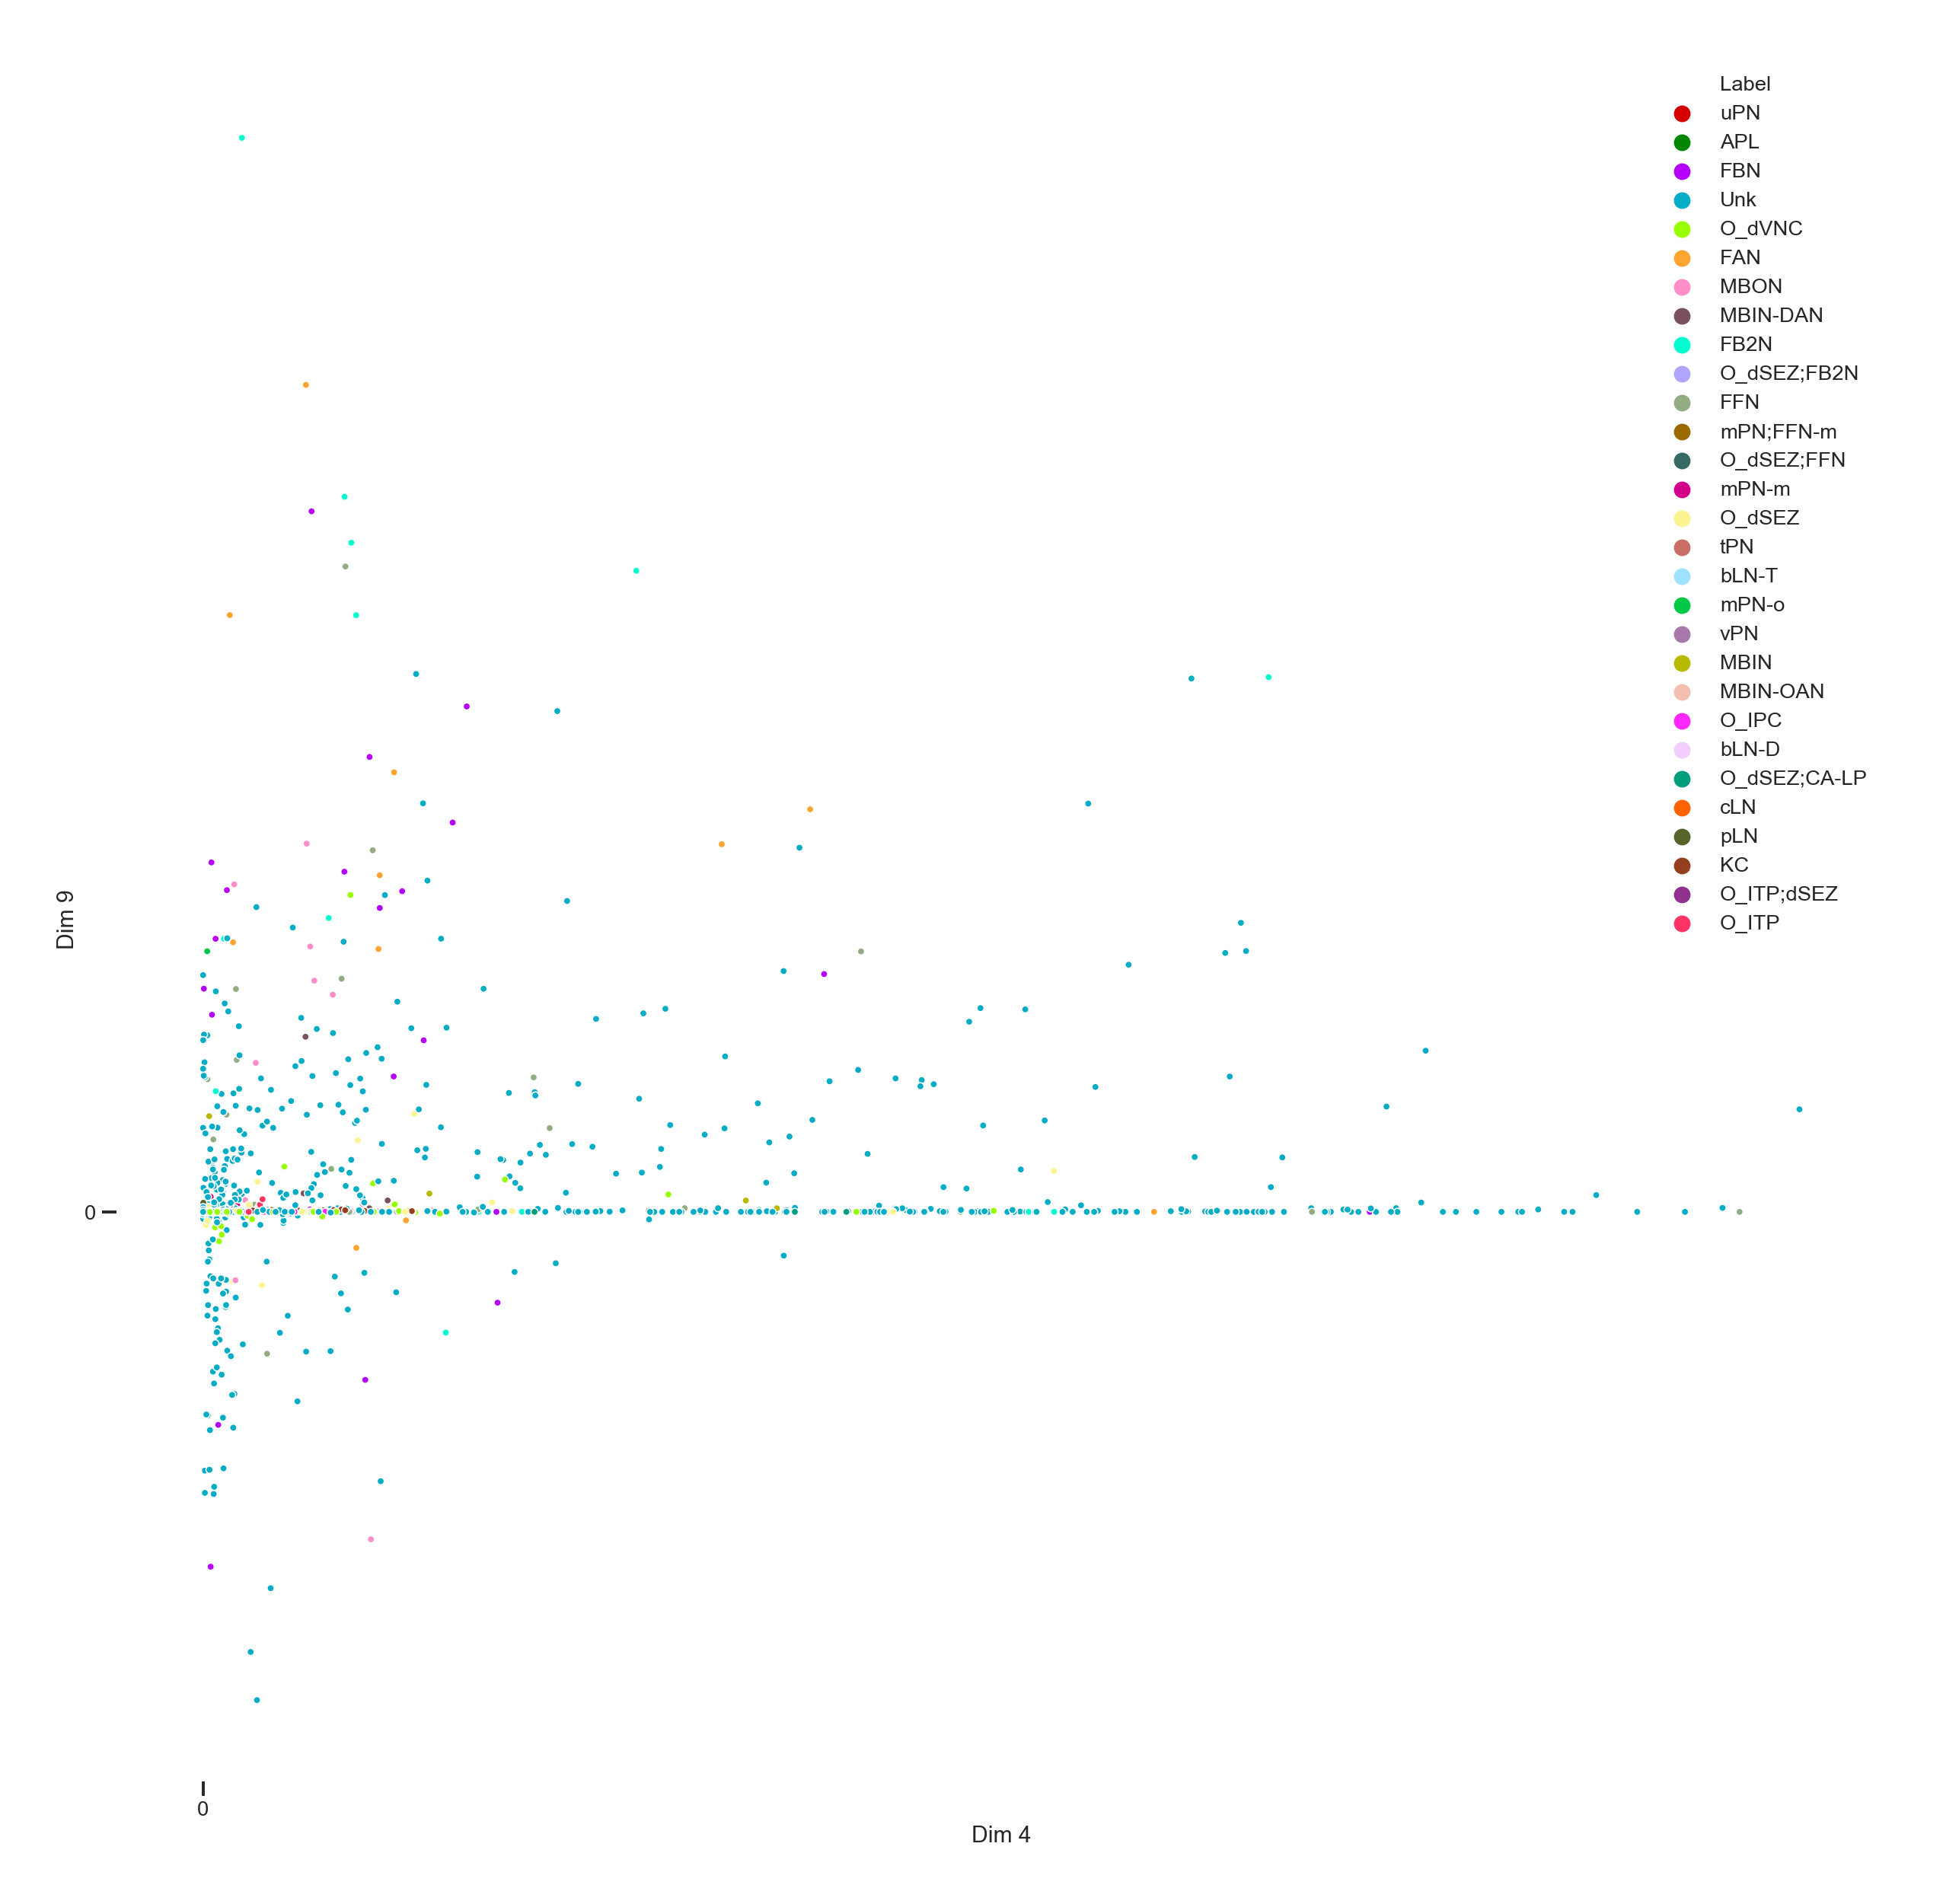 Label
uPN
APL
FBN
Unk
O_dVNC
FAN
MBON
MBIN-DAN
FB2N
O_dSEZ;FB2N
FFN
mPN;FFN-m
O_dSEZ;FFN
mPN-m
O_dSEZ
tPN
bLN-T
mPN-o
vPN
MBIN
MBIN-OAN
O_IPC
bLN-D
O_dSEZ;CA-LP
cLN
pLN
KC
O_ITP;dSEZ
O_ITP
Dim 9
0
0
Dim 4